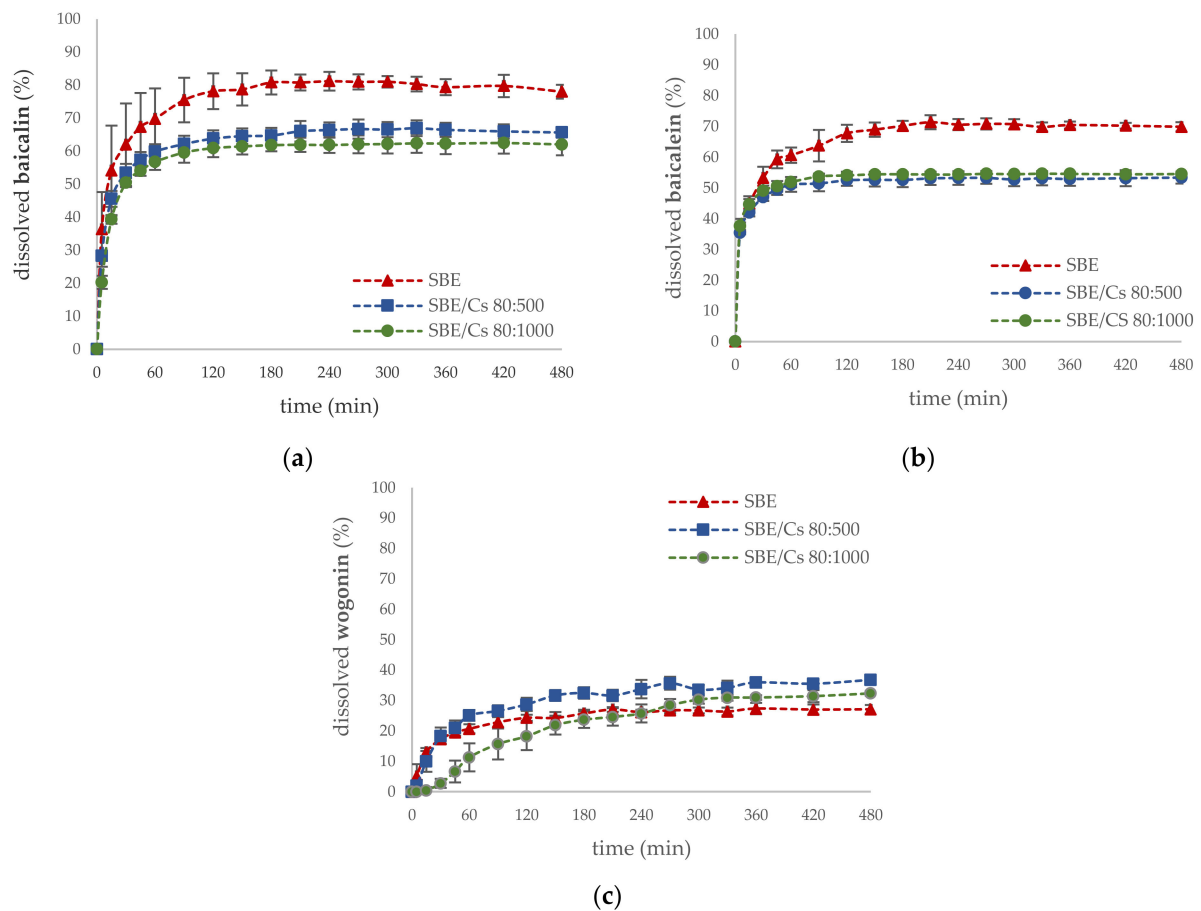 100
90
80
70
60
50
40
30
20
10
0
dissolved baicalin (%)
SBE
SBE/Cs 80:500
SBE/Cs 80:1000
0 60 120 180 240 300 360 420 480
time (min)
(a)
100
90
80
70
60
50
40
30
20
10
0
dissolved baicalein (%)
SBE
SBE/Cs 80:500
SBE/CS 80:1000
0 60 120 180 240 300 360 420 480
time (min)
(b)
100
90
80
70
60
50
40
30
20
10
0
dissolved wogonin (%)
SBE
SBE/Cs 80:500
SBE/Cs 80:1000
0 60 120 180 240 300 360 420 480
time (min)
(c)